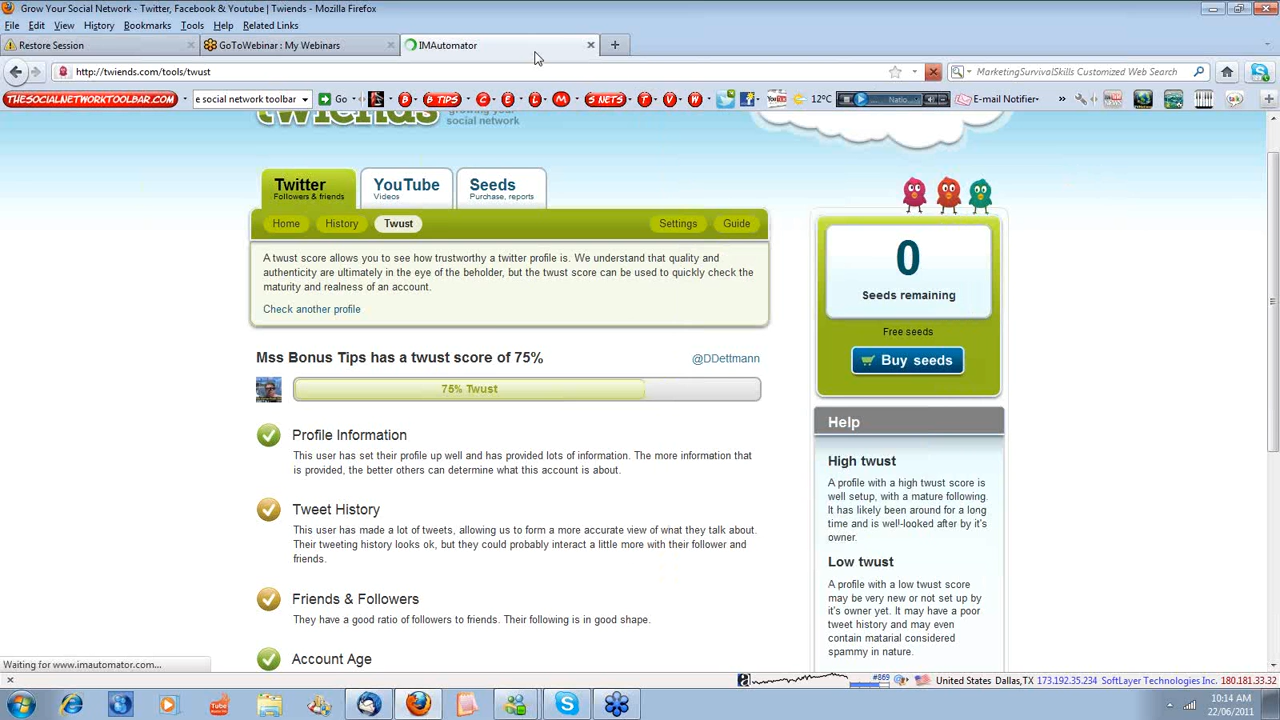 Grow Your Social Network - Twitter, Facebook & Youtube | Twiends - Mozilla Firefox
File Edit View History Bookmarks Tools Help Related Links
Restore Session
GoToWebinar : My Webinars
IMAutomator
http://twiends.com/tools/twust
MarketingSurvivalSkills Customized Web Search
THESOCIALNETWORKTOOLBAR.COM
e social network toolbar
Go
B
B TIPS
C
E
L
M
S NETS
T
V
W
12°C
Natio
E-mail Notifier
twiends
growing your
social network
Twitter
Followers & friends
YouTube
Videos
Seeds
Purchase, reports
Home History Twust Settings Guide
A twust score allows you to see how trustworthy a twitter profile is. We understand that quality and
authenticity are ultimately in the eye of the beholder, but the twust score can be used to quickly check the
maturity and realness of an account.
Check another profile
Mss Bonus Tips has a twust score of 75%
@DDettmann
75% Twust
Profile Information
This user has set their profile up well and has provided lots of information. The more information that
is provided, the better others can determine what this account is about.
Tweet History
This user has made a lot of tweets, allowing us to form a more accurate view of what they talk about.
Their tweeting history looks ok, but they could probably interact a little more with their follower and
friends.
Friends & Followers
They have a good ratio of followers to friends. Their following is in good shape.
Account Age
0
Seeds remaining
Free seeds
Buy seeds
Help
High twust
A profile with a high twust score is
well setup, with a mature following.
It has likely been around for a long
time and is well-looked after by it's
owner.
Low twust
A profile with a low twust score
may be very new or not set up by
it's owner yet. It may have a poor
tweet history and may even
contain matarial considered
spammy in nature.
Waiting for www.imautomator.com...
#869
United States Dallas,TX 173.192.35.234 SoftLayer Technologies Inc. 180.181.33.32
10:14 AM
22/06/2011